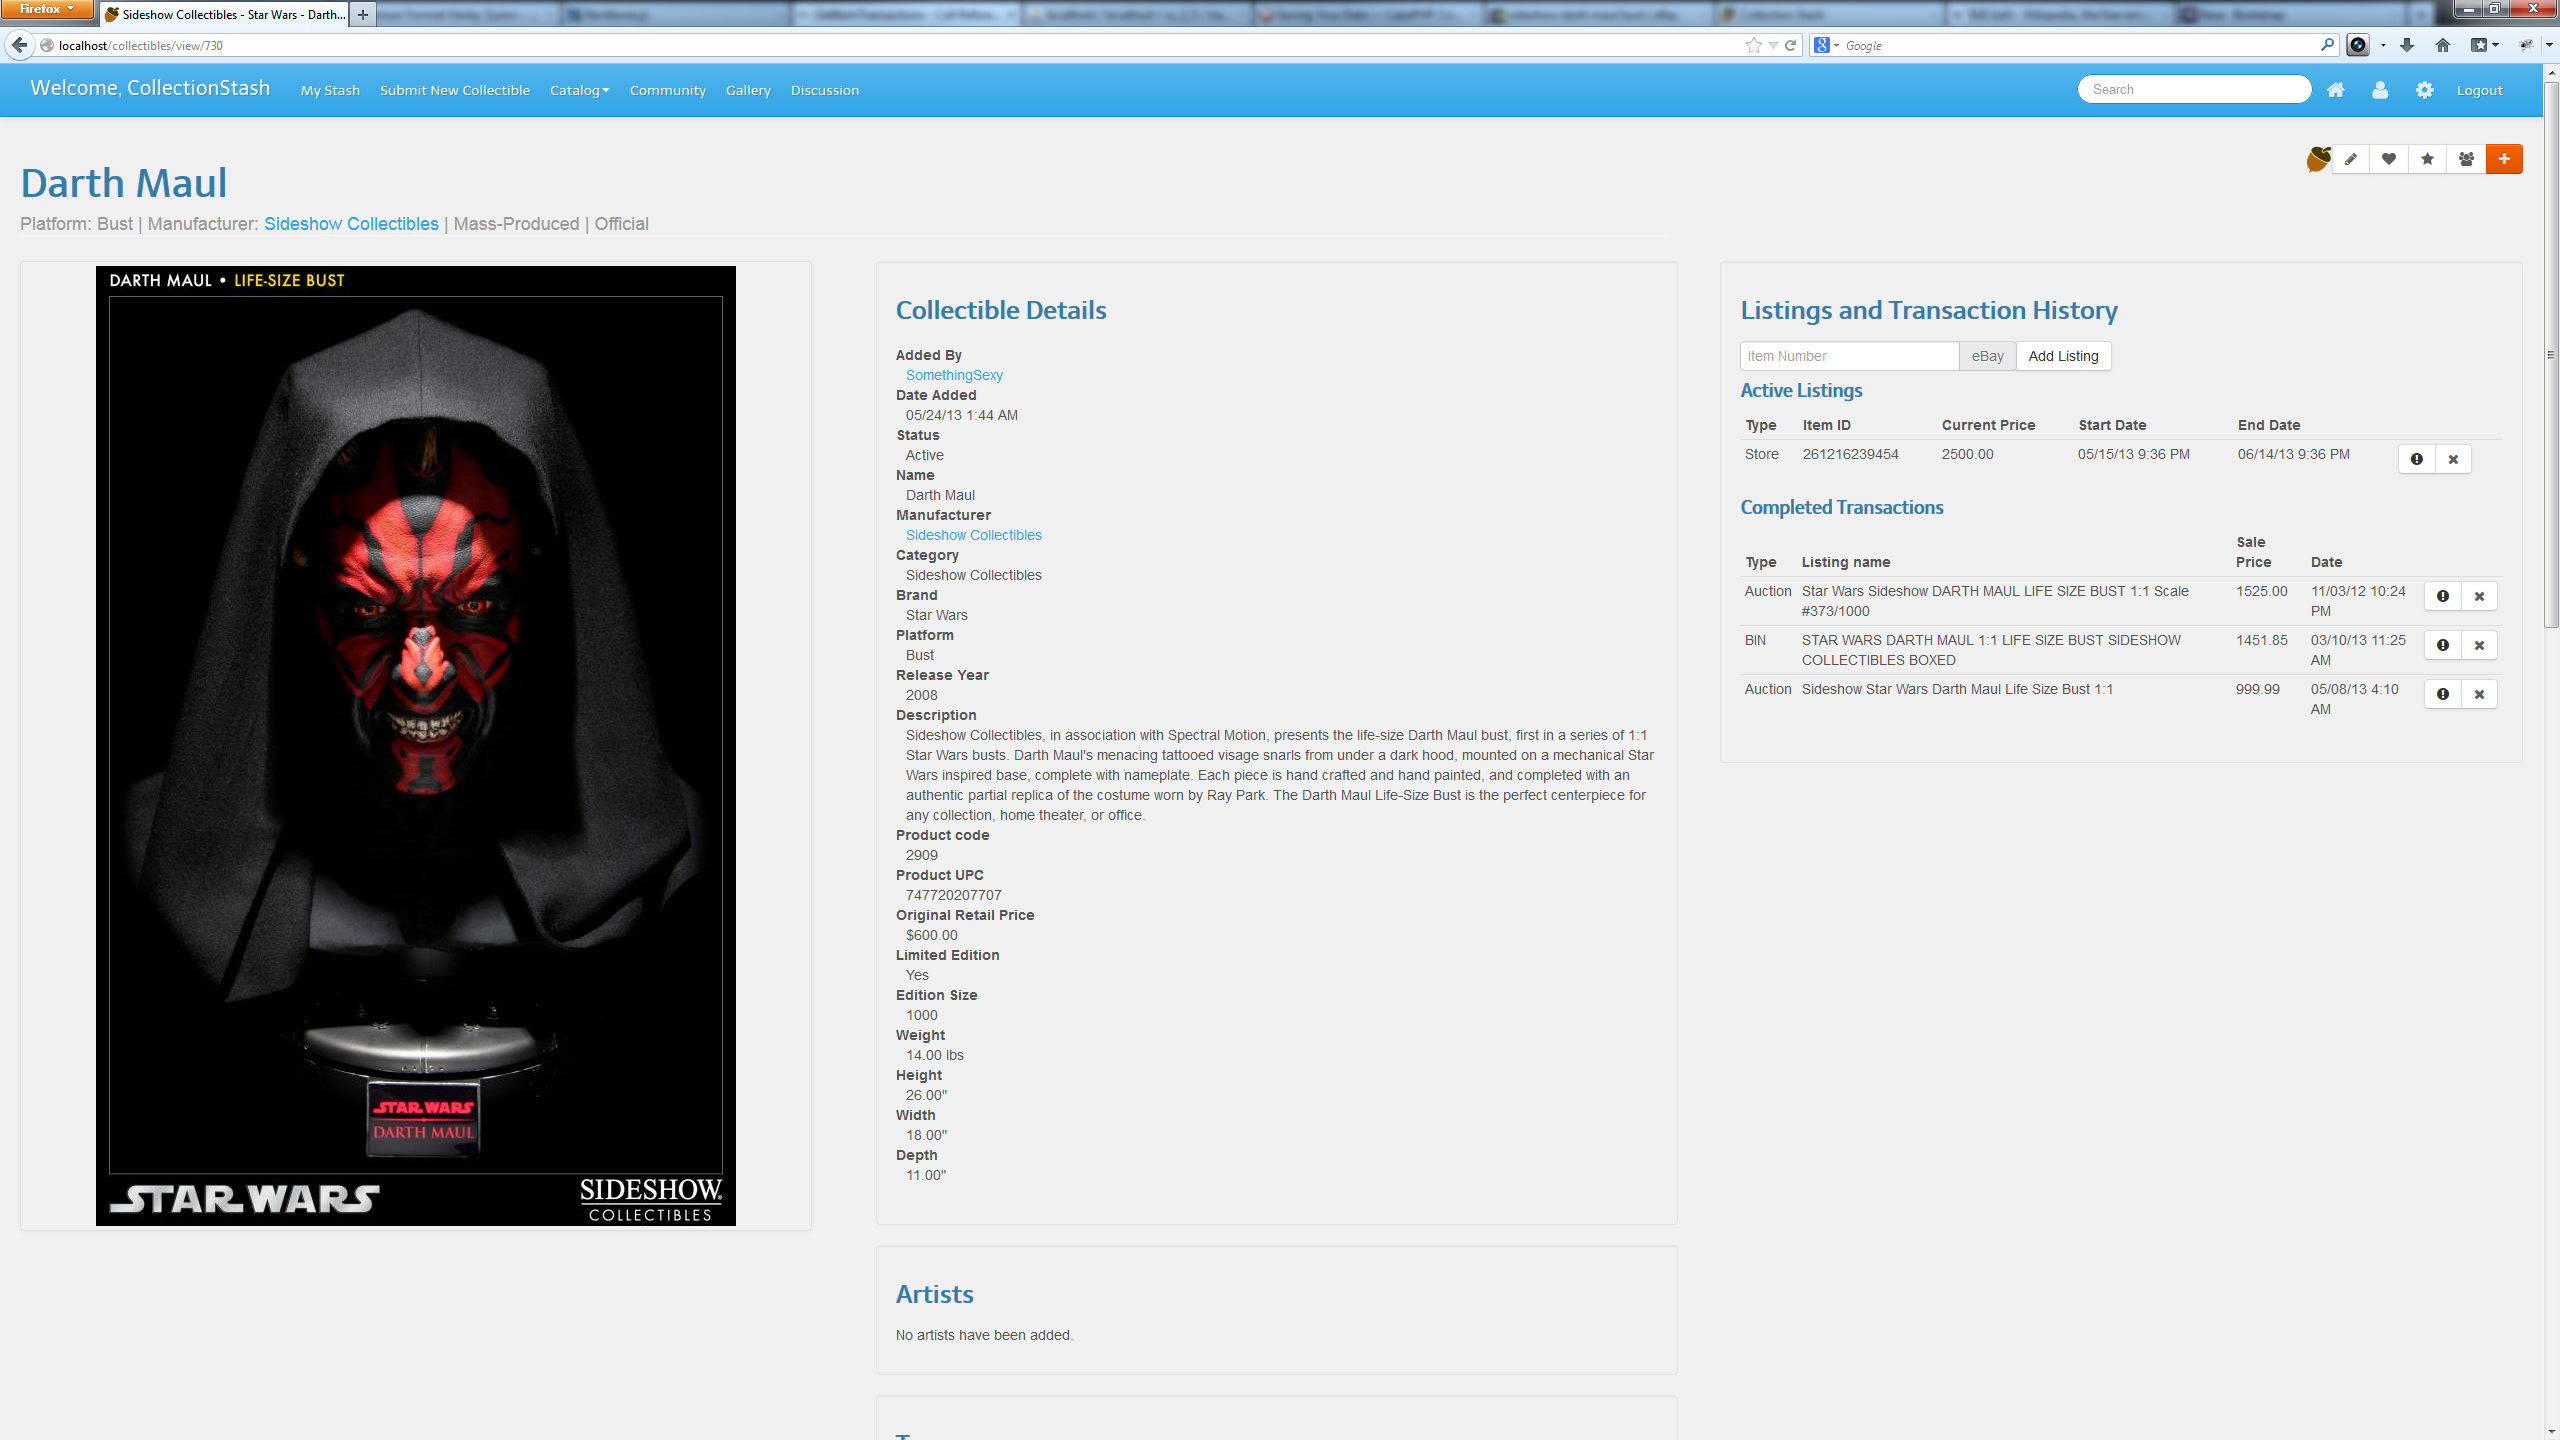 Firefox
Sideshow Collectibles - Star Wars - Darth...
localhost/collectibles/view/730
Google
Welcome, CollectionStash
My Stash
Submit New Collectible
Catalog
Community
Gallery
Discussion
Search
Logout
Darth Maul
Platform: Bust | Manufacturer: Sideshow Collectibles | Mass-Produced | Official
DARTH MAUL • LIFE-SIZE BUST
STAR WARS
DARTH MAUL
STAR WARS
SIDESHOW
COLLECTIBLES
Collectible Details
Added By
SomethingSexy
Date Added
05/24/13 1:44 AM
Status
Active
Name
Darth Maul
Manufacturer
Sideshow Collectibles
Category
Sideshow Collectibles
Brand
Star Wars
Platform
Bust
Release Year
2008
Description
Sideshow Collectibles, in association with Spectral Motion, presents the life-size Darth Maul bust, first in a series of 1:1
Star Wars busts. Darth Maul's menacing tattooed visage snarls from under a dark hood, mounted on a mechanical Star
Wars inspired base, complete with nameplate. Each piece is hand crafted and hand painted, and completed with an
authentic partial replica of the costume worn by Ray Park. The Darth Maul Life-Size Bust is the perfect centerpiece for
any collection, home theater, or office.
Product code
2909
Product UPC
747720207707
Original Retail Price
$600.00
Limited Edition
Yes
Edition Size
1000
Weight
14.00 lbs
Height
26.00"
Width
18.00"
Depth
11.00"
Artists
No artists have been added.
Listings and Transaction History
Item Number
eBay
Add Listing
Active Listings
Type Item ID Current Price Start Date End Date
Store 261216239454 2500.00 05/15/13 9:36 PM 06/14/13 9:36 PM
Completed Transactions
Type Listing name Sale Price Date
Auction Star Wars Sideshow DARTH MAUL LIFE SIZE BUST 1:1 Scale #373/1000 1525.00 11/03/12 10:24 PM
BIN STAR WARS DARTH MAUL 1:1 LIFE SIZE BUST SIDESHOW COLLECTIBLES BOXED 1451.85 03/10/13 11:25 AM
Auction Sideshow Star Wars Darth Maul Life Size Bust 1:1 999.99 05/08/13 4:10 AM